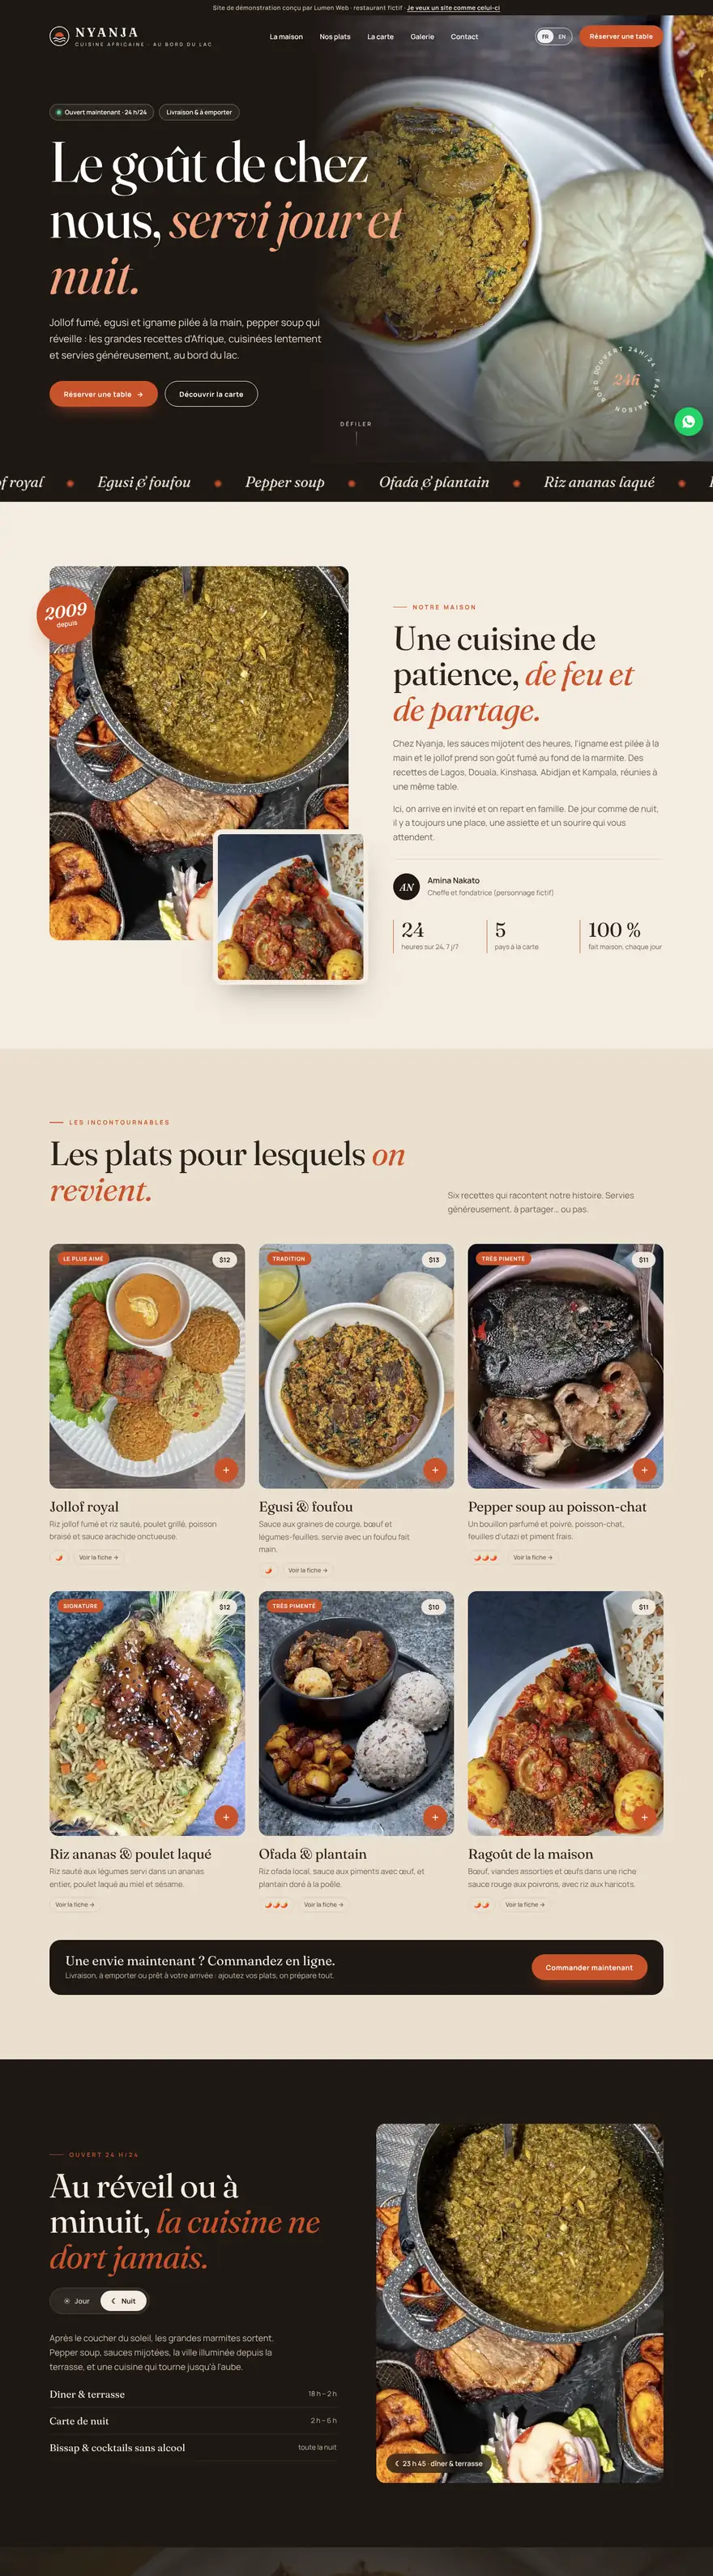 Site de démonstration conçu par Lumen Web · restaurant fictif · Je veux un site comme celui-ci
NYANJA
CUISINE AFRICAINE · AU BORD DU LAC
La maison
Nos plats
La carte
Galerie
Contact
FR
EN
Réserver une table
Ouvert maintenant · 24 h/24
Livraison & à emporter
Le goût de chez
nous, servi jour et
nuit.
Jollof fumé, egusi et igname pilée à la main, pepper soup qui
réveille : les grandes recettes d'Afrique, cuisinées lentement
et servies généreusement, au bord du lac.
Réserver une table →
Découvrir la carte
OUVERT 24H/24
FAIT MAISON
24h
DÉFILER
of royal
Egusi & foufou
Pepper soup
Ofada & plantain
Riz ananas laqué
2009
depuis
NOTRE MAISON
Une cuisine de
patience, de feu et
de partage.
Chez Nyanja, les sauces mijotent des heures, l'igname est pilée à la
main et le jollof prend son goût fumé au fond de la marmite. Des
recettes de Lagos, Douala, Kinshasa, Abidjan et Kampala, réunies à
une même table.
Ici, on arrive en invité et on repart en famille. De jour comme de nuit,
il y a toujours une place, une assiette et un sourire qui vous
attendent.
AN
Amina Nakato
Cheffe et fondatrice (personnage fictif)
24
heures sur 24, 7 j/7
5
pays à la carte
100 %
fait maison, chaque jour
LES INCONTOURNABLES
Les plats pour lesquels on
revient.
Six recettes qui racontent notre histoire. Servies
généreusement, à partager… ou pas.
LE PLUS AIMÉ
$12
TRADITION
$13
TRÈS PIMENTÉ
$11
+
+
+
Jollof royal
Riz jollof fumé et riz sauté, poulet grillé, poisson
braisé et sauce arachide onctueuse.
Voir la fiche →
Egusi & foufou
Sauce aux graines de courge, bœuf et
légumes-feuilles, servie avec un foufou fait
main.
Voir la fiche →
Pepper soup au poisson-chat
Un bouillon parfumé et poivré, poisson-chat,
feuilles d'utazi et piment frais.
Voir la fiche →
SIGNATURE
$12
TRÈS PIMENTÉ
$10
$11
+
+
+
Riz ananas & poulet laqué
Riz sauté aux légumes servi dans un ananas
entier, poulet laqué au miel et sésame.
Voir la fiche →
Ofada & plantain
Riz ofada local, sauce aux piments avec œuf, et
plantain doré à la poêle.
Voir la fiche →
Ragoût de la maison
Bœuf, viandes assorties et œufs dans une riche
sauce rouge aux poivrons, avec riz aux haricots.
Voir la fiche →
Une envie maintenant ? Commandez en ligne.
Livraison, à emporter ou prêt à votre arrivée : ajoutez vos plats, on prépare tout.
Commander maintenant
OUVERT 24 H/24
Au réveil ou à
minuit, la cuisine ne
dort jamais.
Jour
Nuit
Après le coucher du soleil, les grandes marmites sortent.
Pepper soup, sauces mijotées, la ville illuminée depuis la
terrasse, et une cuisine qui tourne jusqu'à l'aube.
Dîner & terrasse
18 h – 2 h
Carte de nuit
2 h – 6 h
Bissap & cocktails sans alcool
toute la nuit
23 h 45 · dîner & terrasse